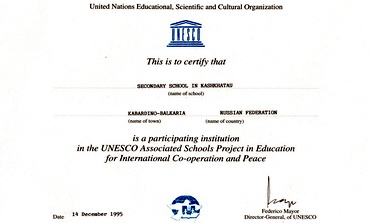 United Nations Educational, Scientific and Cultural Organization
UNESCO
This is to certify that
SECONDARY SCHOOL IN KASHKHATAU
(name of school)
KABARDINO-BALKARIA RUSSIAN FEDERATION
(name of town) (name of country)
is a participating institution
in the UNESCO Associated Schools Project in Education
for International Co-operation and Peace
Date 14 December 1995
Federico Mayor
Director-General, of UNESCO